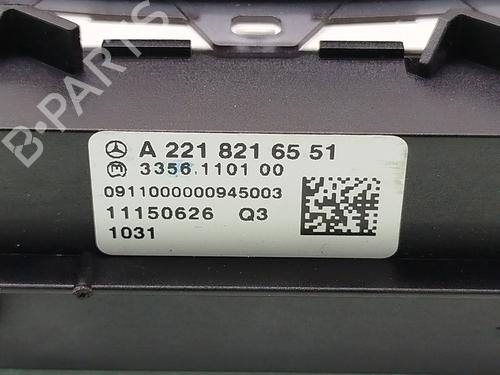 B-PARTS
A 221 821 65 51
3356.1101 00
0911000000945003
11150626 Q3
1031